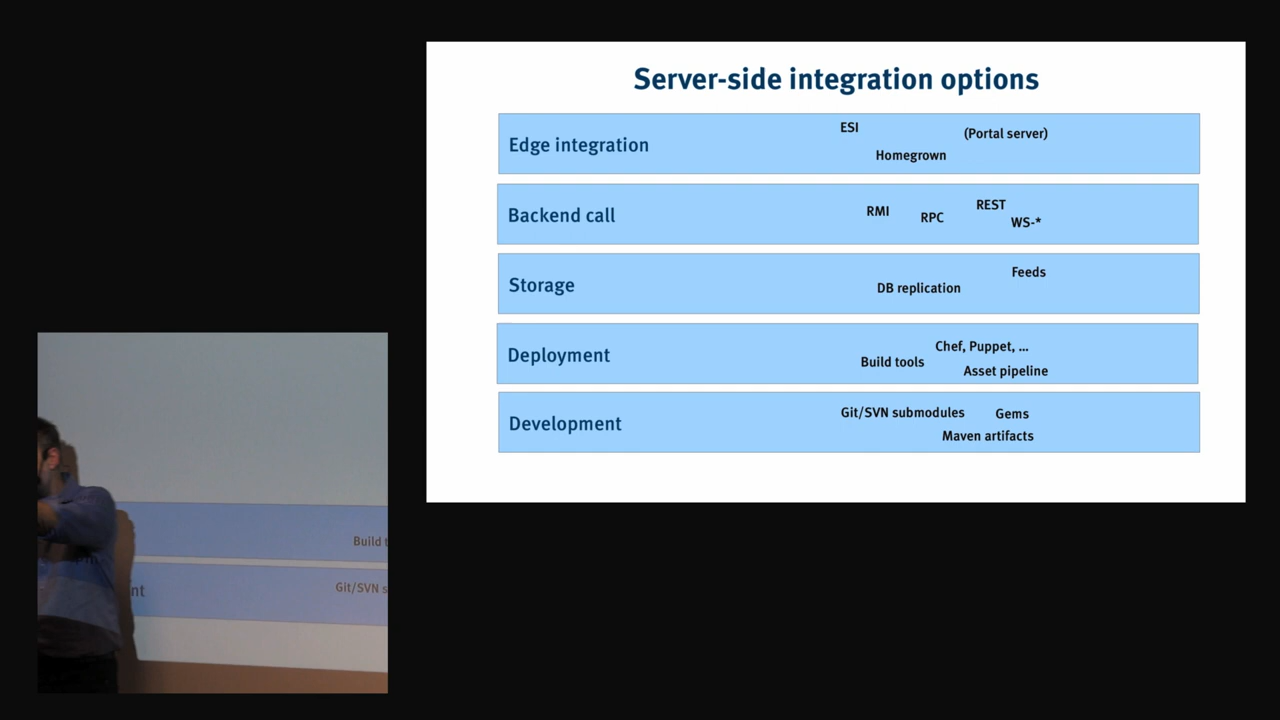 Server-side integration options
Edge integration
ESI
(Portal server)
Homegrown
Backend call
RMI
RPC
REST
WS-*
Storage
Feeds
DB replication
Deployment
Chef, Puppet, ...
Build tools
Asset pipeline
Development
Git/SVN submodules
Gems
Maven artifacts
Build t
nt
Git/SVN s